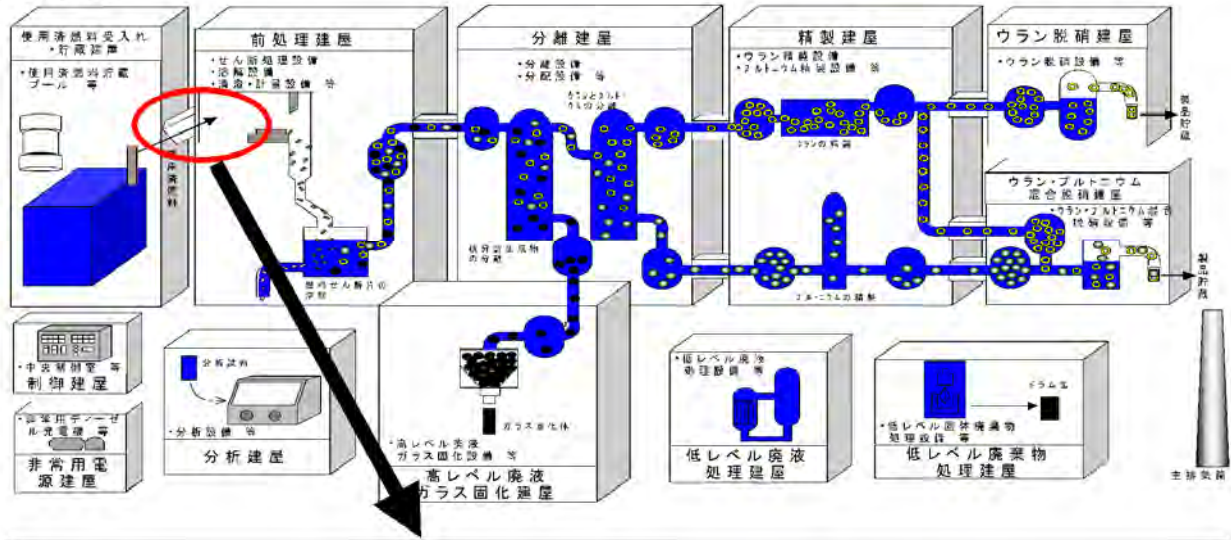 使用済燃料受入れ
・貯蔵建屋
・使用済燃料貯蔵
プール 等
前処理建屋
・せん断処理設備
・溶解設備
・清澄・計量設備 等
分離建屋
・分離設備
・分配設備 等
精製建屋
・ウラン精製設備
・プルトニウム精製設備 等
ウラン脱硝建屋
・ウラン脱硝設備 等
製品貯蔵
ウランの精製
ウラン・プルトニウム
混合脱硝建屋
・ウラン・プルトニウム混合
脱硝設備 等
製品貯蔵
核分裂生成物
の分離
プルトニウムの精製
・中央制御室 等
制御建屋
分析試料
・分析設備 等
分析建屋
・非常用ディーゼ
ル発電機 等
非常用電
源建屋
ガラス固化体
・高レベル廃液
ガラス固化設備 等
高レベル廃液
ガラス固化建屋
・低レベル廃液
処理設備 等
低レベル廃液
処理建屋
ドラム缶
・低レベル固体廃棄物
処理設備 等
低レベル廃棄物
処理建屋
主排気筒